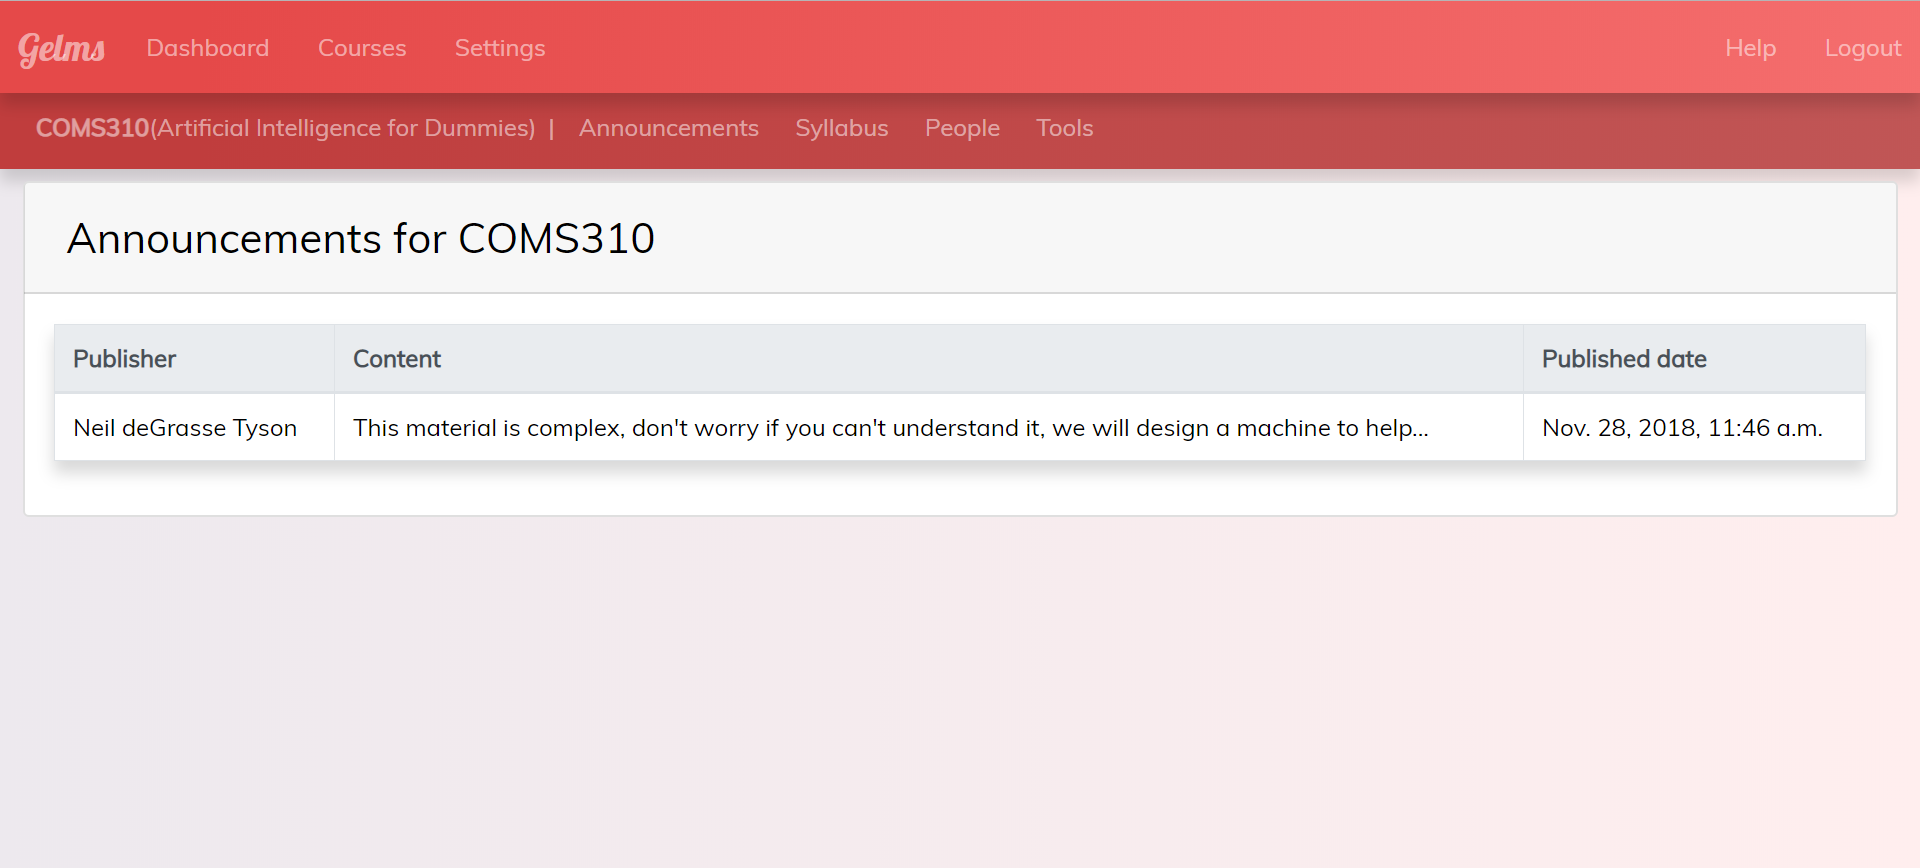 Gelms Dashboard Courses Settings Help Logout
COMS310(Artificial Intelligence for Dummies) | Announcements Syllabus People Tools
Announcements for COMS310
Publisher Content Published date
Neil deGrasse Tyson This material is complex, don't worry if you can't understand it, we will design a machine to help... Nov. 28, 2018, 11:46 a.m.